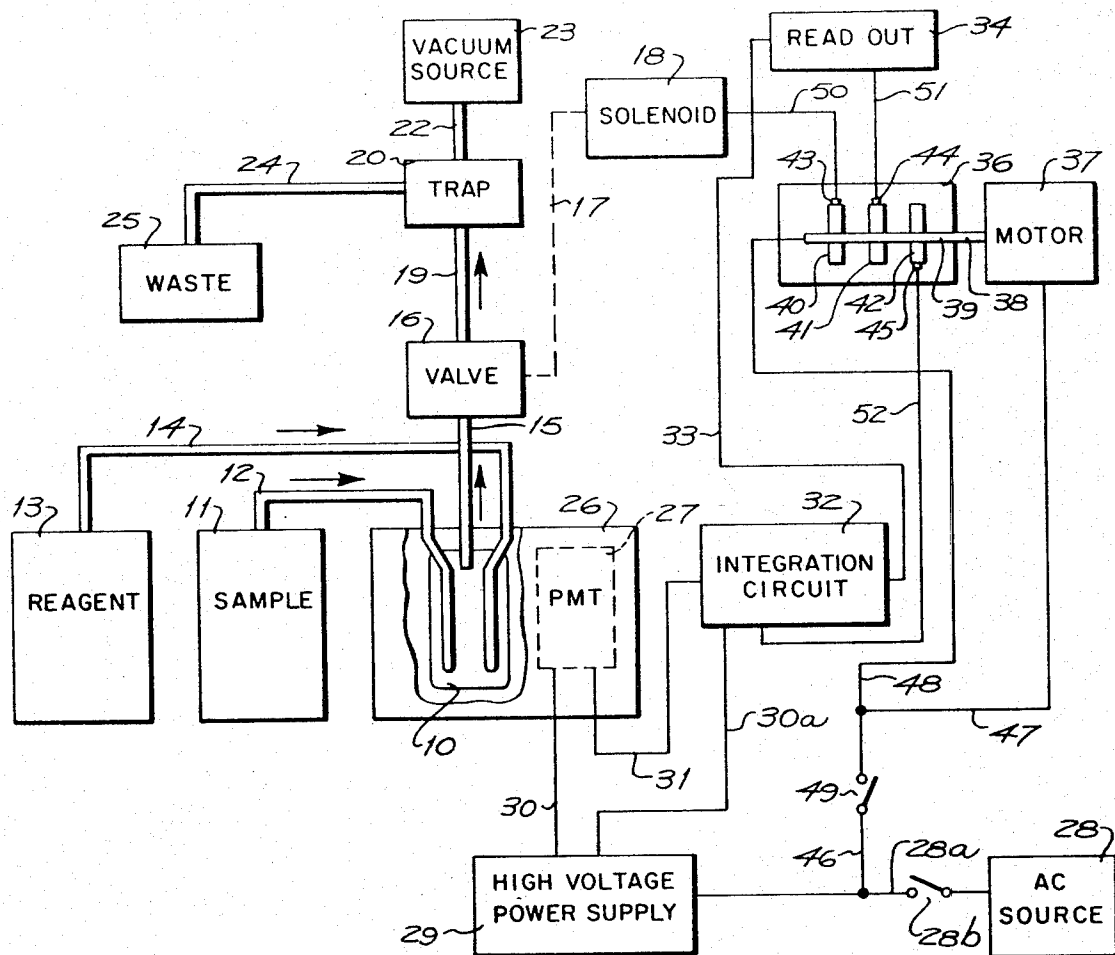 VACUUM
SOURCE
23
22
20
TRAP
24
25
WASTE
19
16
VALVE
17
18
SOLENOID
50
READ OUT
34
51
43
44
36
37
MOTOR
40
41
42
45
39
38
52
33
14
15
12
13
REAGENT
11
SAMPLE
26
27
PMT
10
32
INTEGRATION
CIRCUIT
30
31
30a
48
47
49
46
28a
28b
28
AC
SOURCE
HIGH VOLTAGE
POWER SUPPLY
29